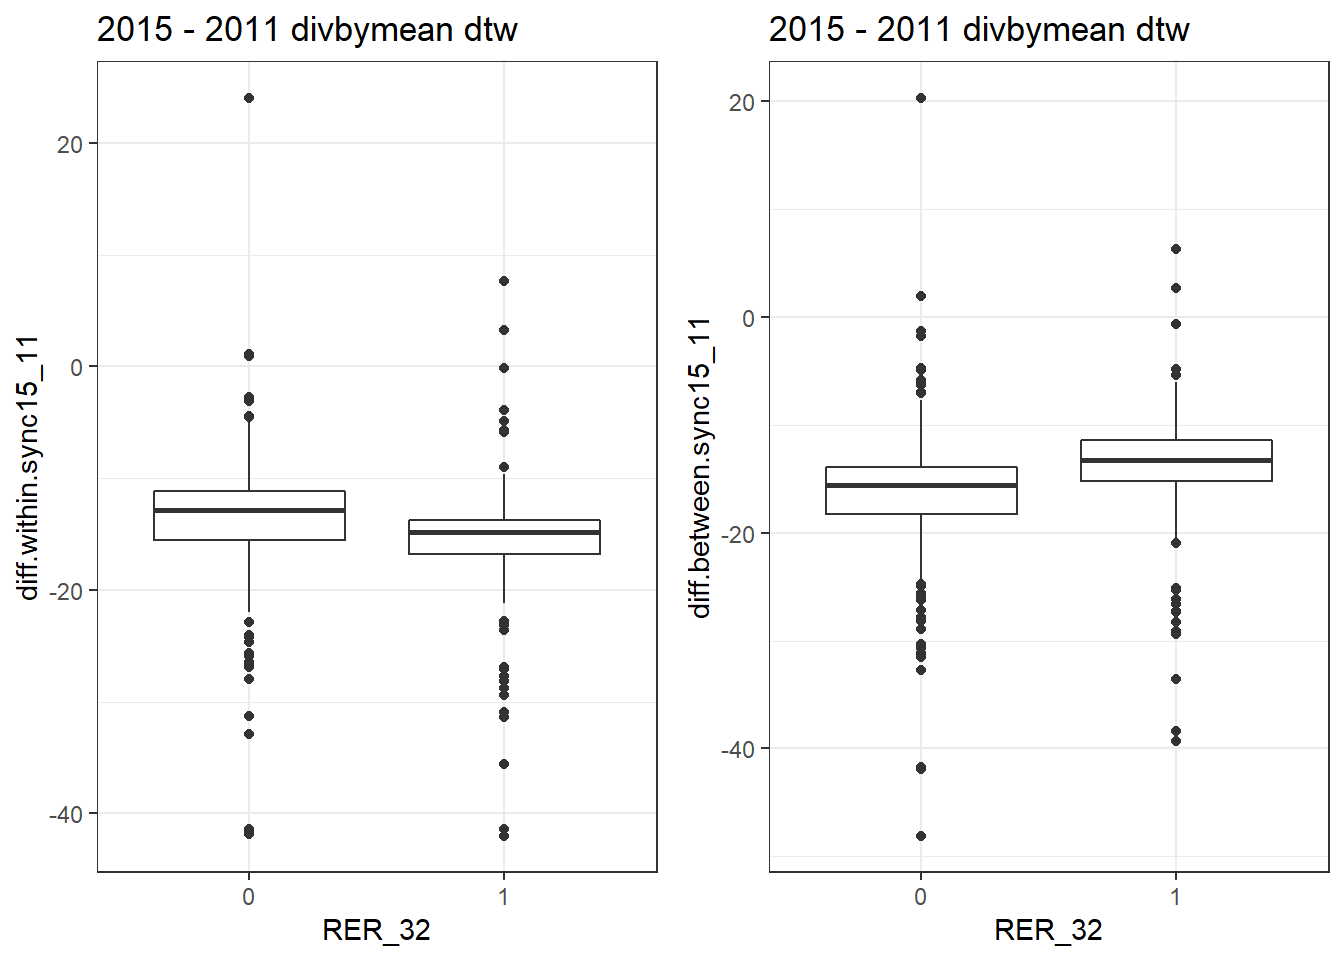 2015 - 2011 divbymean dtw
diff.within.sync15_11
20
0
-20
-40
0
1
RER_32
2015 - 2011 divbymean dtw
diff.between.sync15_11
20
0
-20
-40
0
1
RER_32